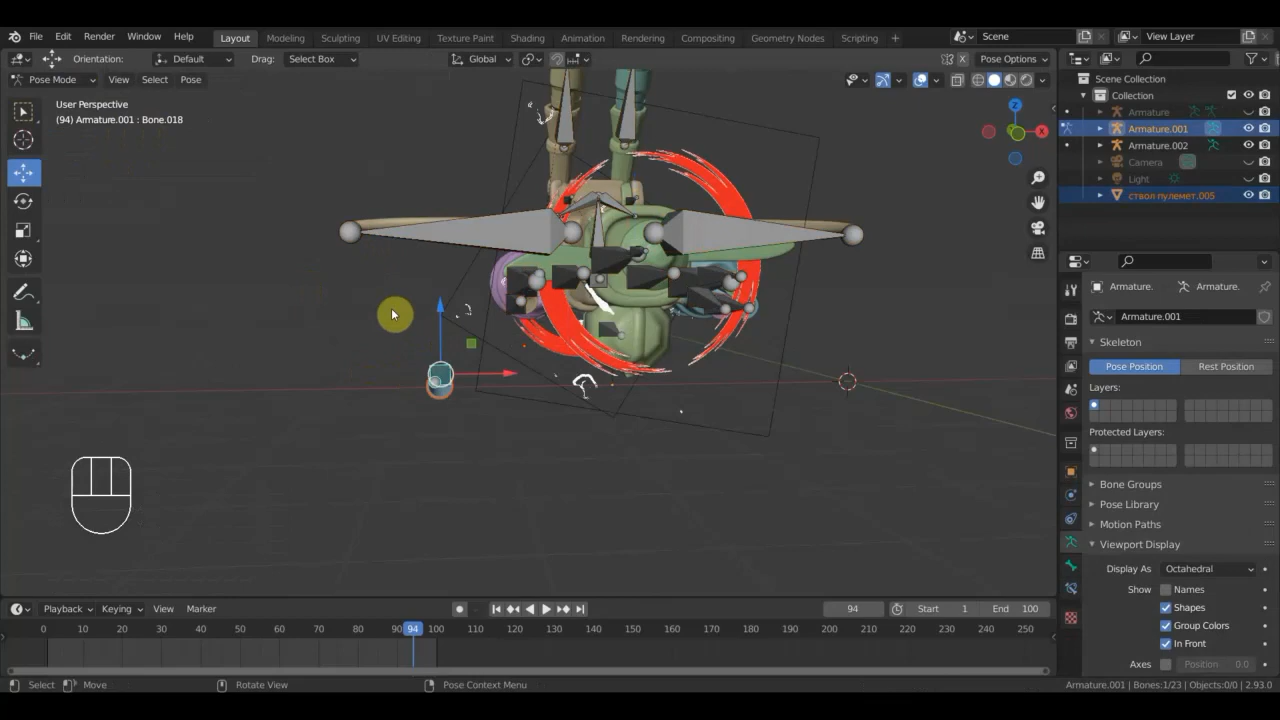 File Edit Render Window Help Layout Modeling Sculpting UV Editing Texture Paint Shading Animation Rendering Compositing Geometry Nodes Scripting + Scene View Layer
Orientation: Default Drag: Select Box Global X Pose Options
Pose Mode View Select Pose
User Perspective
(94) Armature.001 : Bone.018
Z
X
Scene Collection
Collection
Armature
Armature.001
Armature.002
Camera
Light
ствол пулемет.005
Armature. Armature.
Armature.001
Skeleton
Pose Position Rest Position
Layers:
Protected Layers:
Bone Groups
Pose Library
Motion Paths
Viewport Display
Display As Octahedral
Show Names
Shapes
Group Colors
In Front
Axes Position 0.0
Playback Keying View Marker 94 Start 1 End 100
0 10 20 30 40 50 60 70 80 90 94 100 110 120 130 140 150 160 170 180 190 200 210 220 230 240 250
Select Move Rotate View Pose Context Menu Armature.001 | Bones:1/23 | Objects:0/0 | 2.93.0